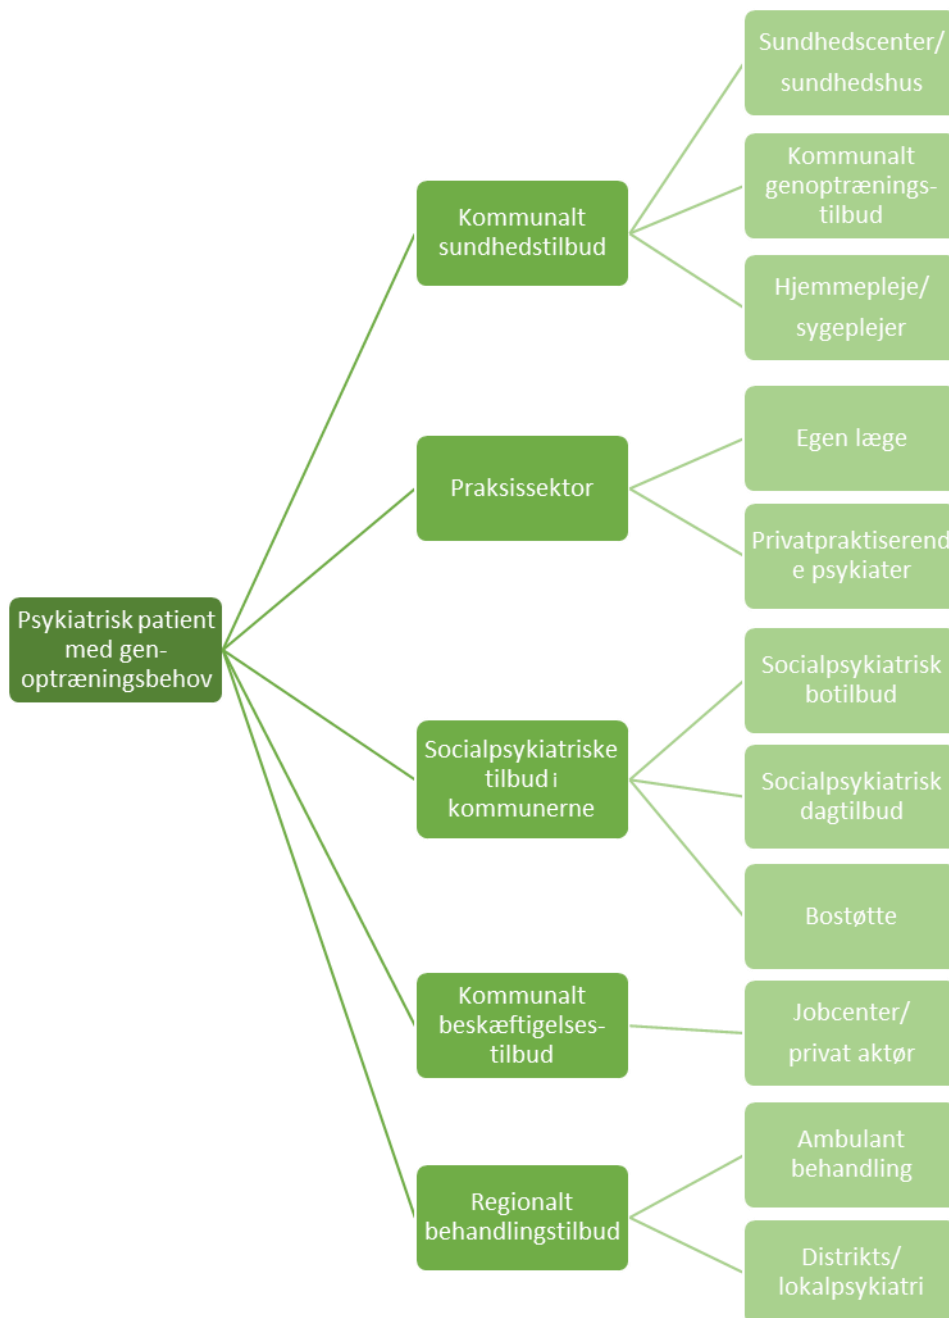 Sundhedscenter/
sundhedshus
Kommunalt
genoptrænings-
tilbud
Kommunalt
sundhedstilbud
Hjemmepleje/
sygeplejer
Egen læge
Praksissektor
Privatpraktiserend
e psykiater
Psykiatrisk patient
med gen-
optræningsbehov
Socialpsykiatrisk
botilbud
Socialpsykiatriske
tilbud i
kommunerne
Socialpsykiatrisk
dagtilbud
Bostøtte
Kommunalt
beskæftigelses-
tilbud
Jobcenter/
privat aktør
Ambulant
behandling
Regionalt
behandlingstilbud
Distrikts/
lokalpsykiatri